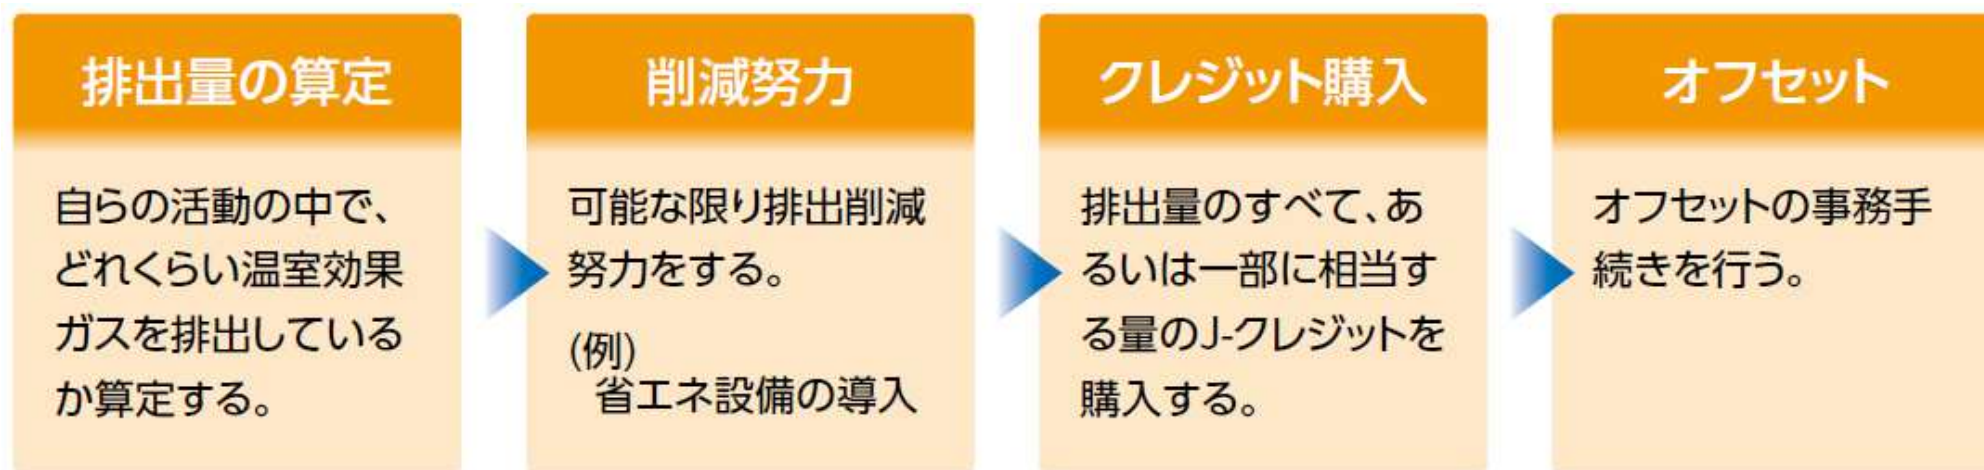 排出量の算定
自らの活動の中で、
どれくらい温室効果
ガスを排出している
か算定する。
削減努力
可能な限り排出削減
努力をする。
(例)
省エネ設備の導入
クレジット購入
排出量のすべて、あ
るいは一部に相当す
る量のJ-クレジットを
購入する。
オフセット
オフセットの事務手
続きを行う。